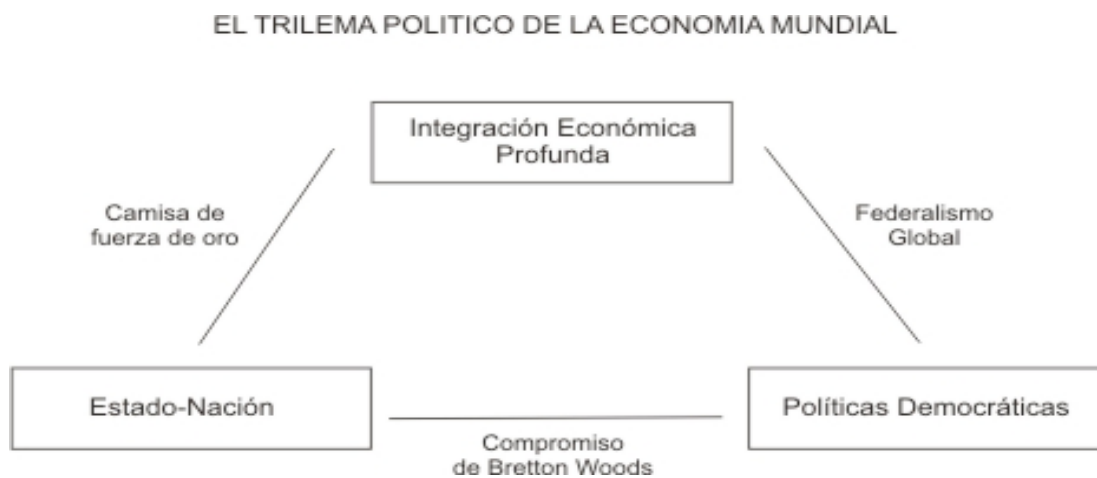 EL TRILEMA POLITICO DE LA ECONOMIA MUNDIAL
Integración Económica
Profunda
Camisa de
fuerza de oro
Federalismo
Global
Estado-Nación
Políticas Democráticas
Compromiso
de Bretton Woods